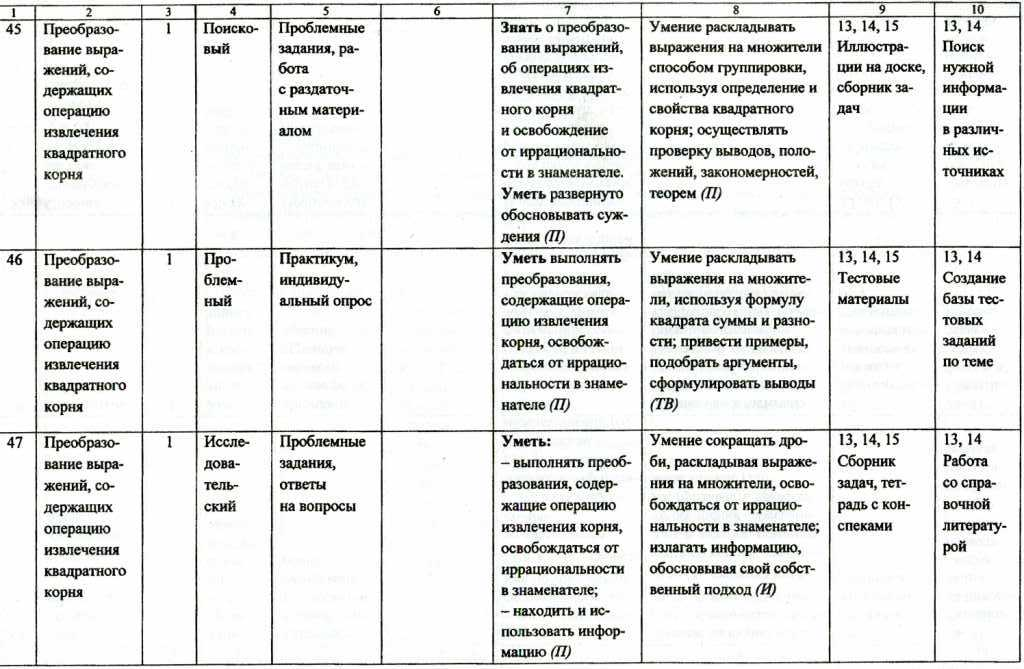 1 2 3 4 5 6 7 8 9 10
45
Преобразо-
вание выра-
жений, со-
держащих
операцию
извлечения
квадратного
корня
1
Поиско-
вый
Проблемные
задания, ра-
бота
с раздаточ-
ным матери-
алом
Знать о преобразо-
вании выражений,
об операциях из-
влечения квадрат-
ного корня
и освобождение
от иррационально-
сти в знаменателе.
Уметь развернуто
обосновывать суж-
дения (П)
Умение раскладывать
выражения на множители
способом группировки,
используя определение и
свойства квадратного
корня; осуществлять
проверку выводов, поло-
жений, закономерностей,
теорем (П)
13, 14, 15
Иллюстра-
ции на доске,
сборник за-
дач
13, 14
Поиск
нужной
информа-
ции
в различ-
ных ис-
точниках
46
Преобразо-
вание выра-
жений, со-
держащих
операцию
извлечения
квадратного
корня
1
Про-
блем-
ный
Практикум,
индивиду-
альный опрос
Уметь выполнять
преобразования,
содержащие опера-
цию извлечения
корня, освобож-
даться от иррацио-
нальности в знаме-
нателе (П)
Умение раскладывать
выражения на множите-
ли, используя формулу
квадрата суммы и разно-
сти; привести примеры,
подобрать аргументы,
сформулировать выводы
(ТВ)
13, 14, 15
Тестовые
материалы
13, 14
Создание
базы тес-
товых
заданий
по теме
47
Преобразо-
вание выра-
жений, со-
держащих
операцию
извлечения
квадратного
корня
1
Иссле-
дова-
тель-
ский
Проблемные
задания,
ответы
на вопросы
Уметь:
– выполнять преоб-
разования, содер-
жащие операцию
извлечения корня,
освобождаться от
иррациональности
в знаменателе;
– находить и ис-
пользовать инфор-
мацию (П)
Умение сокращать дро-
би, раскладывая выраже-
ния на множители, осво-
бождаться от иррацио-
нальности в знаменателе;
излагать информацию,
обосновывая свой собст-
венный подход (И)
13, 14, 15
Сборник
задач, тет-
радь с кон-
спеками
13, 14
Работа
со спра-
вочной
литерату-
рой